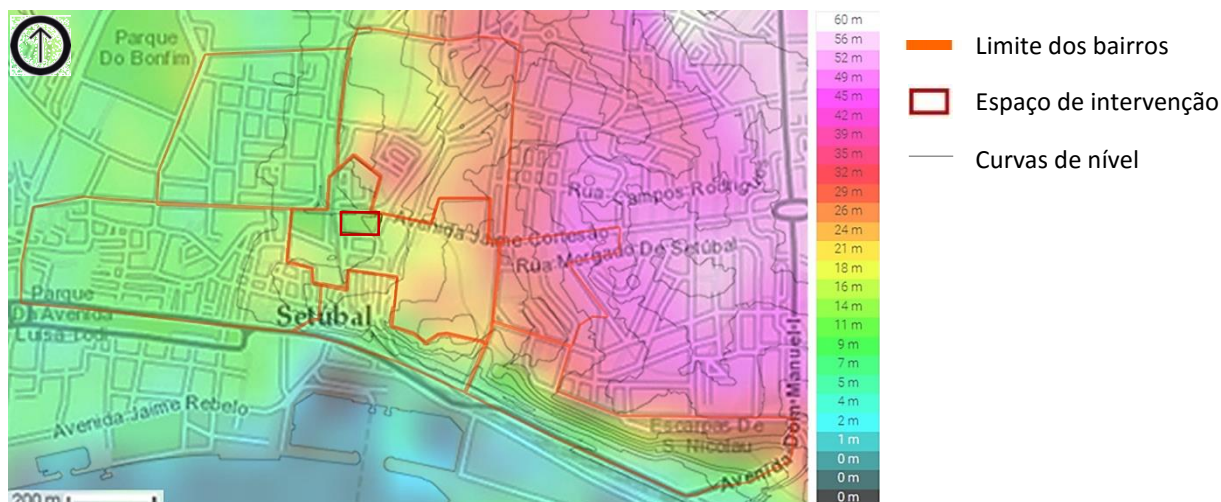 Parque
Do Bonfim
Rua Campos Rodrigues
Avenida Jaime Cortesão
Rua Morgado De Setúbal
Parque
Da Avenida
Luisa Todi
Setúbal
Avenida Jaime Rebelo
Escarpas De
S. Nicolau
Avenida Dom Manuel I
200 m
60 m
56 m
52 m
49 m
45 m
42 m
39 m
35 m
32 m
29 m
26 m
24 m
21 m
18 m
16 m
14 m
11 m
9 m
7 m
5 m
4 m
2 m
1 m
0 m
0 m
0 m
Limite dos bairros
Espaço de intervenção
Curvas de nível